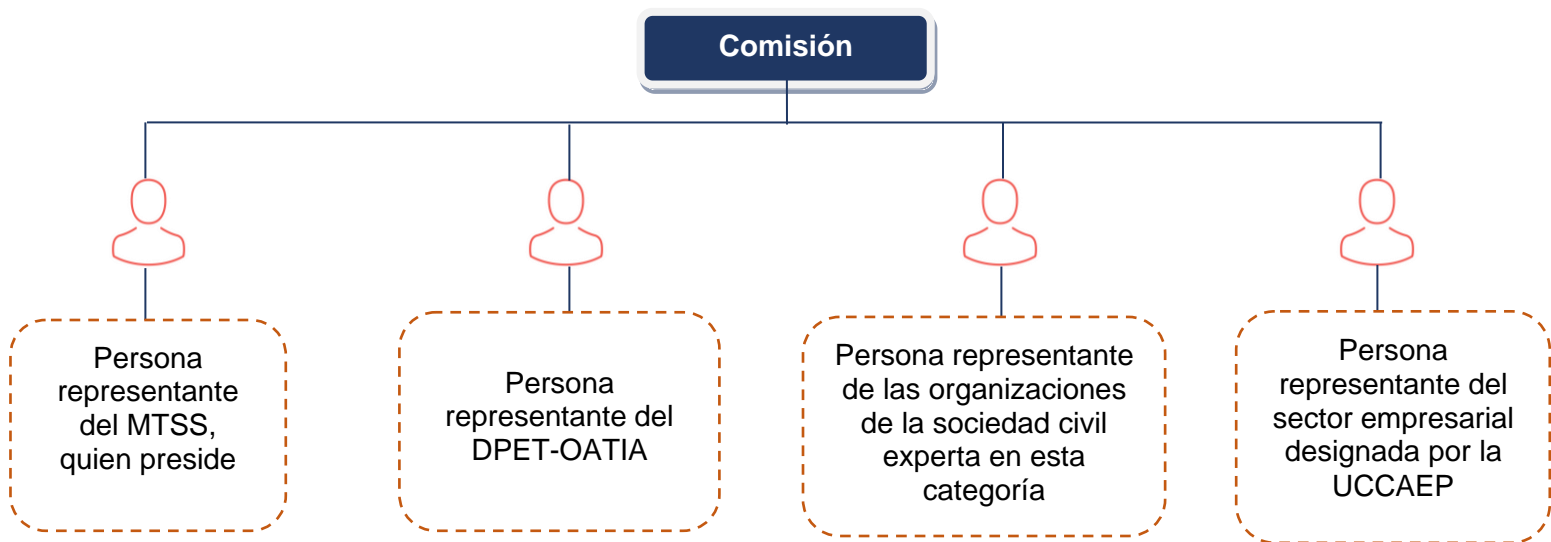 Comisión
Persona
representante
del MTSS,
quien preside
Persona
representante del
DPET-OATIA
Persona representante
de las organizaciones
de la sociedad civil
experta en esta
categoría
Persona
representante del
sector empresarial
designada por la
UCCAEP